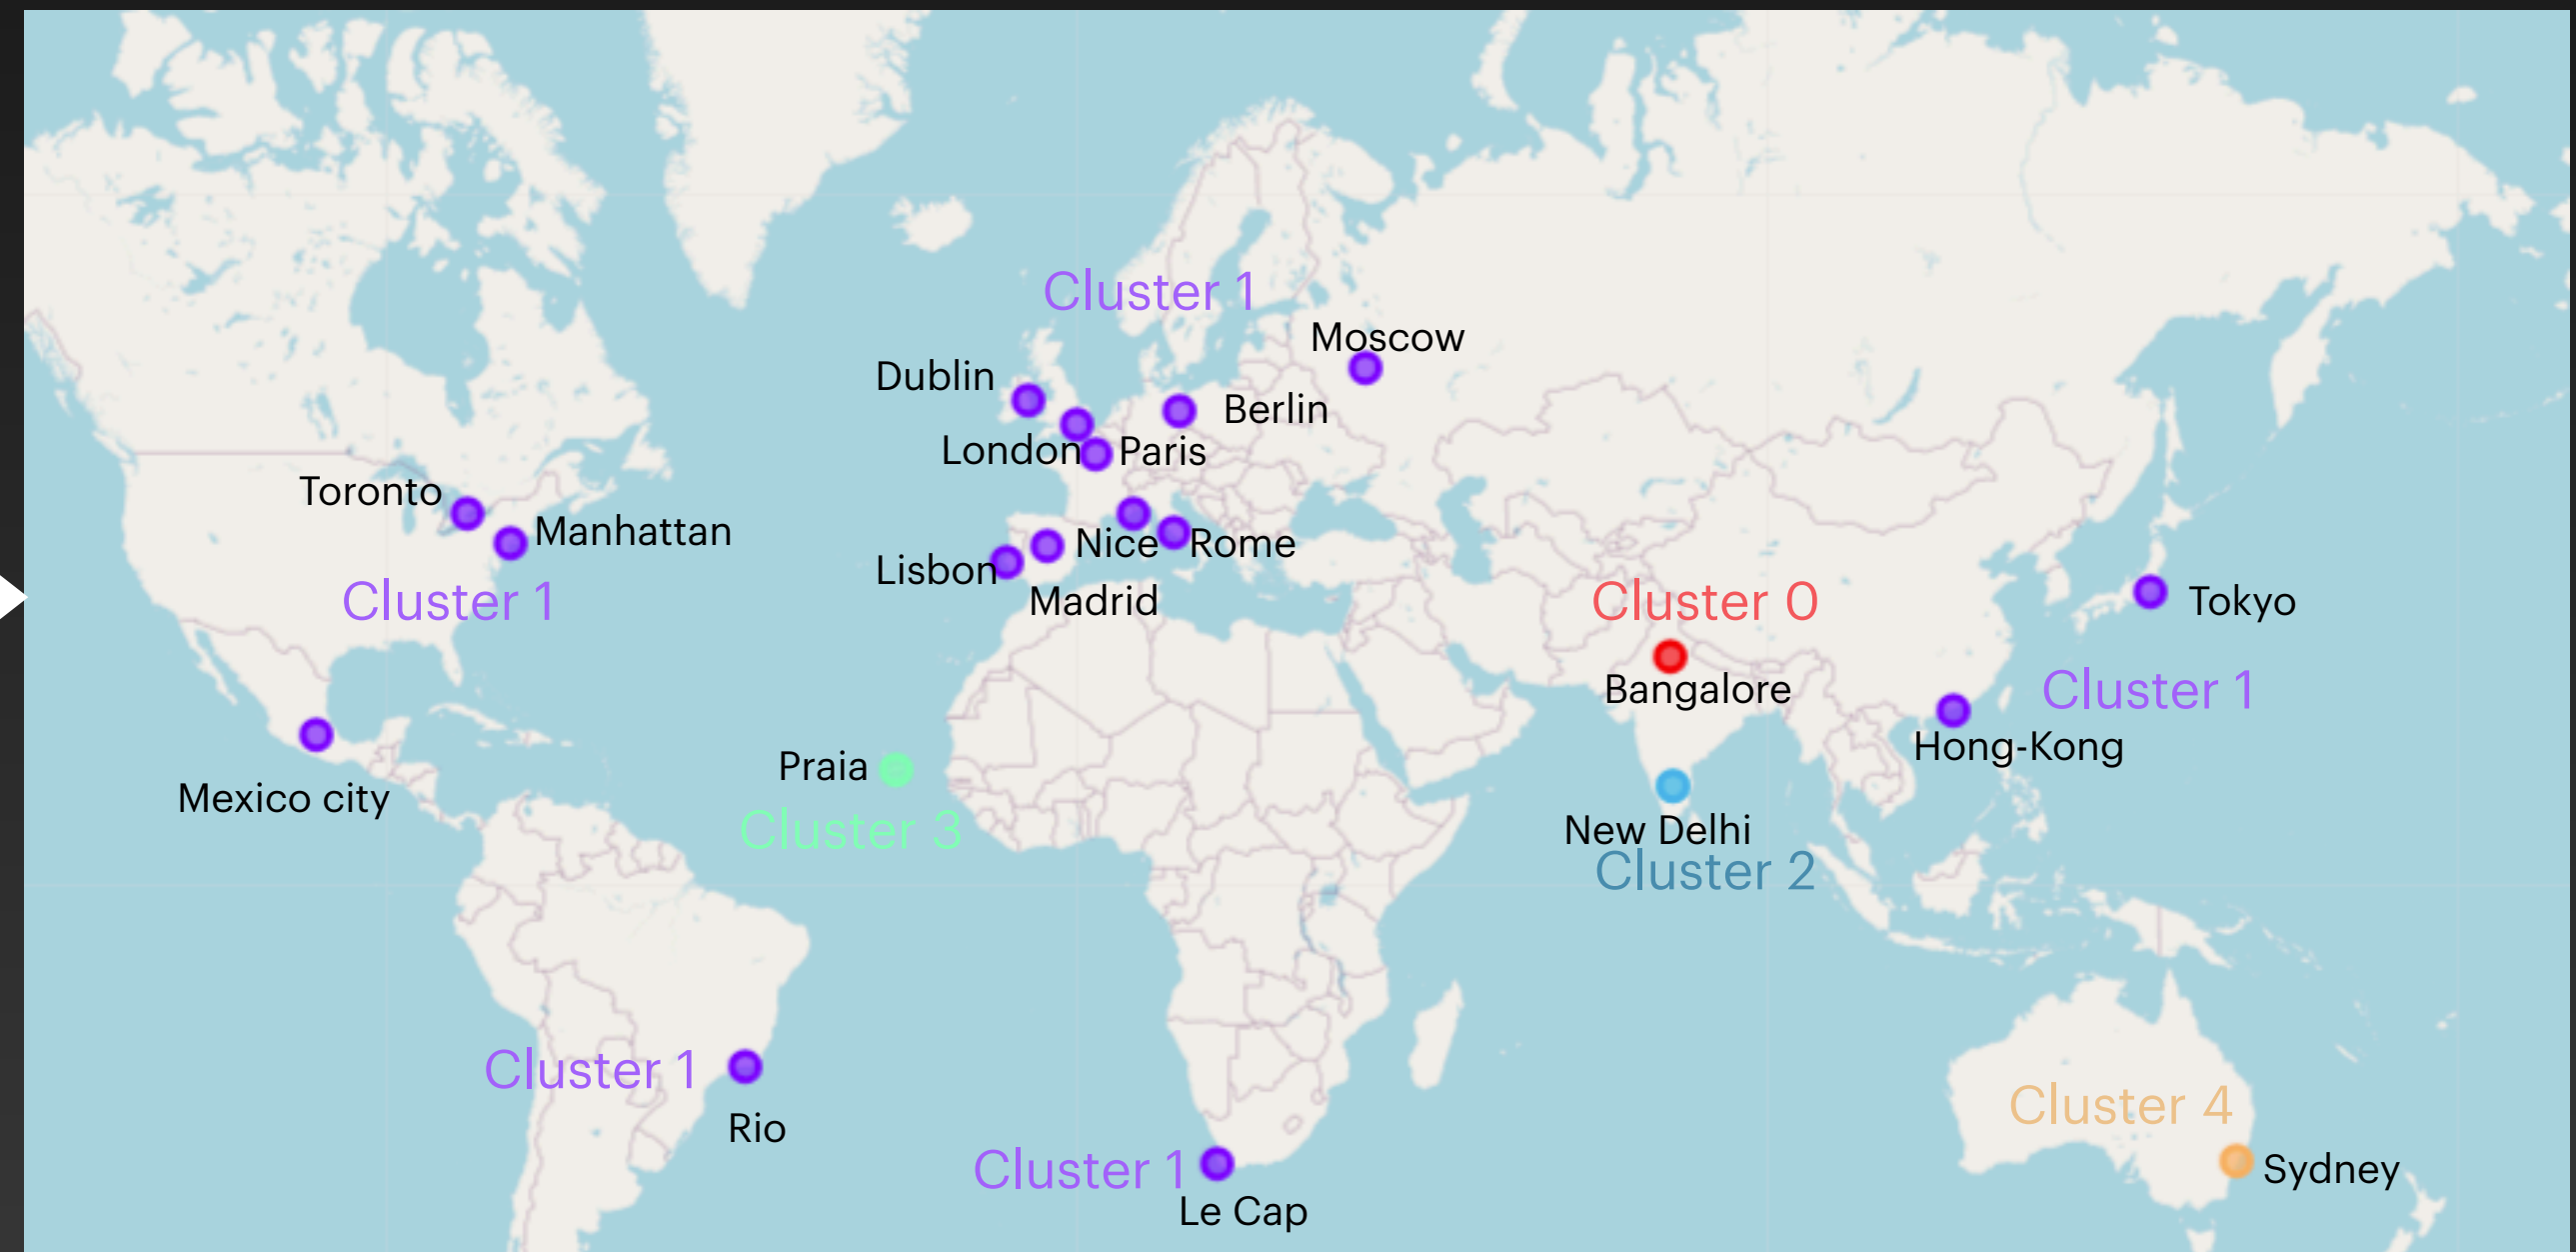 Cluster 1
Moscow
Dublin
Berlin
London
Paris
Toronto
Manhattan
Nice
Rome
Lisbon
Madrid
Cluster 1
Cluster 0
Tokyo
Bangalore
Cluster 1
Hong-Kong
Praia
Mexico city
Cluster 3
New Delhi
Cluster 2
Cluster 1
Rio
Cluster 4
Cluster 1
Sydney
Le Cap